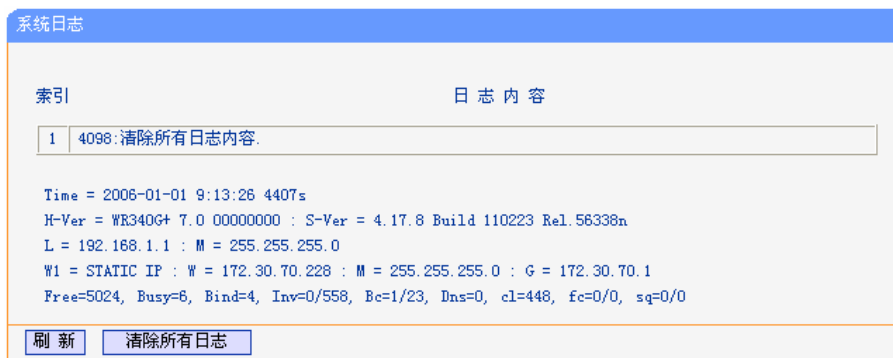 系统日志
索引 日 志 内 容
1 4098:清除所有日志内容.
Time = 2006-01-01 9:13:26 4407s
H-Ver = WR340G+ 7.0 00000000 : S-Ver = 4.17.8 Build 110223 Rel.56338n
L = 192.168.1.1 : M = 255.255.255.0
W1 = STATIC IP : W = 172.30.70.228 : M = 255.255.255.0 : G = 172.30.70.1
Free=5024, Busy=6, Bind=4, Inv=0/558, Bc=1/23, Dns=0, cl=448, fc=0/0, sq=0/0
刷 新 清除所有日志